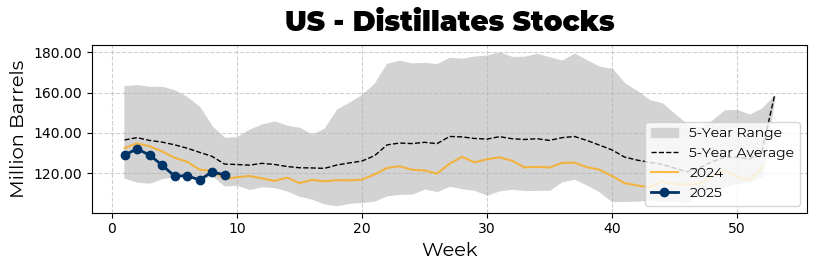 US - Distillates Stocks
Million Barrels
180.00
160.00
140.00
120.00
0
10
20
30
40
50
Week
5-Year Range
5-Year Average
2024
2025